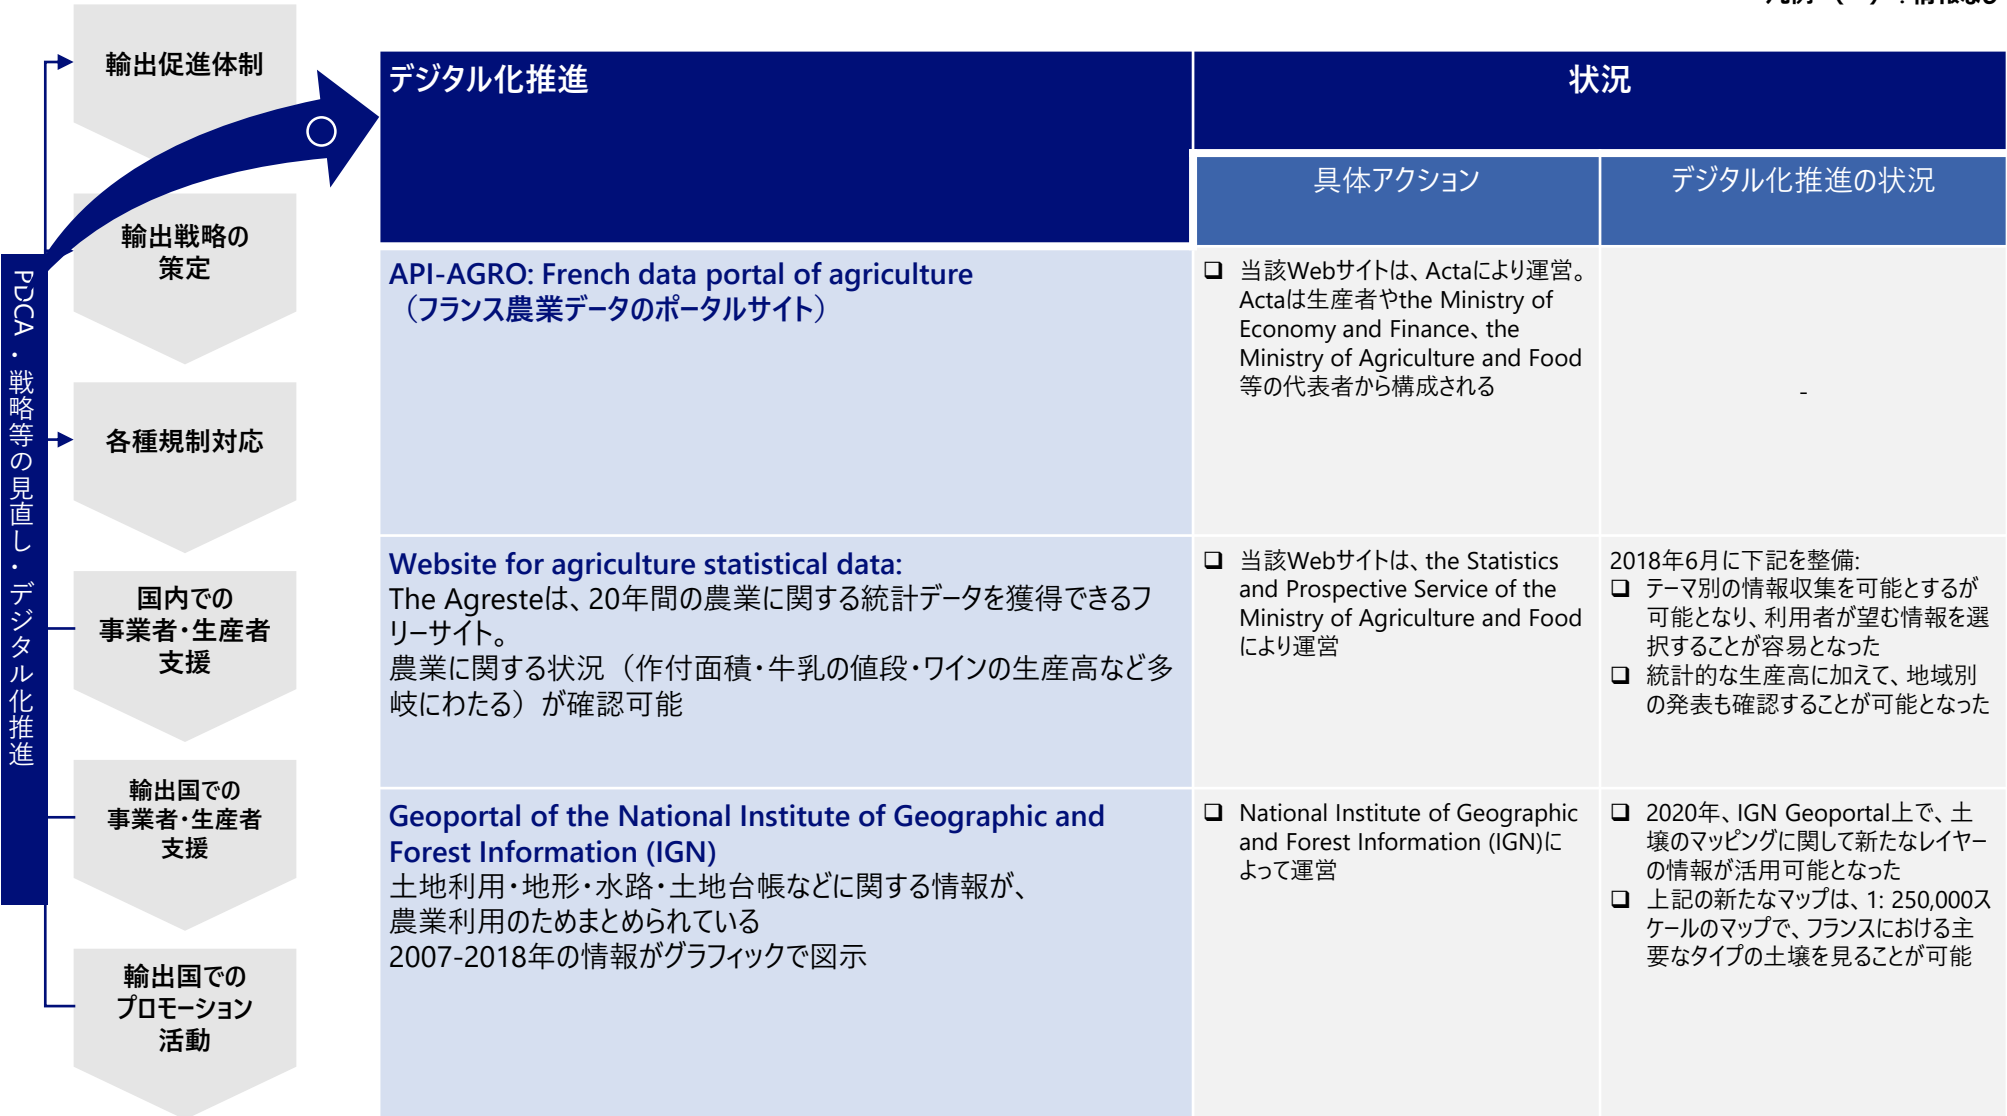 輸出促進体制
輸出戦略の
策定
各種規制対応
国内での
事業者・生産者
支援
輸出国での
事業者・生産者
支援
輸出国での
プロモーション
活動
PDCA・戦略等の見直し・デジタル化推進
デジタル化推進
状況
具体アクション
デジタル化推進の状況
API-AGRO: French data portal of agriculture
（フランス農業データのポータルサイト）
❑ 当該Webサイトは、Actaにより運営。
Actaは生産者やthe Ministry of
Economy and Finance、the
Ministry of Agriculture and Food
等の代表者から構成される
-
Website for agriculture statistical data:
The Agresteは、20年間の農業に関する統計データを獲得できるフ
リーサイト。
農業に関する状況（作付面積・牛乳の値段・ワインの生産高など多
岐にわたる）が確認可能
❑ 当該Webサイトは、the Statistics
and Prospective Service of the
Ministry of Agriculture and Food
により運営
2018年6月に下記を整備:
❑ テーマ別の情報収集を可能とするが
可能となり、利用者が望む情報を選
択することが容易となった
❑ 統計的な生産高に加えて、地域別
の発表も確認することが可能となった
Geoportal of the National Institute of Geographic and
Forest Information (IGN)
土地利用・地形・水路・土地台帳などに関する情報が、
農業利用のためまとめられている
2007-2018年の情報がグラフィックで図示
❑ National Institute of Geographic
and Forest Information (IGN)に
よって運営
❑ 2020年、IGN Geoportal上で、土
壌のマッピングに関して新たなレイヤー
の情報が活用可能となった
❑ 上記の新たなマップは、1: 250,000ス
ケールのマップで、フランスにおける主
要なタイプの土壌を見ることが可能